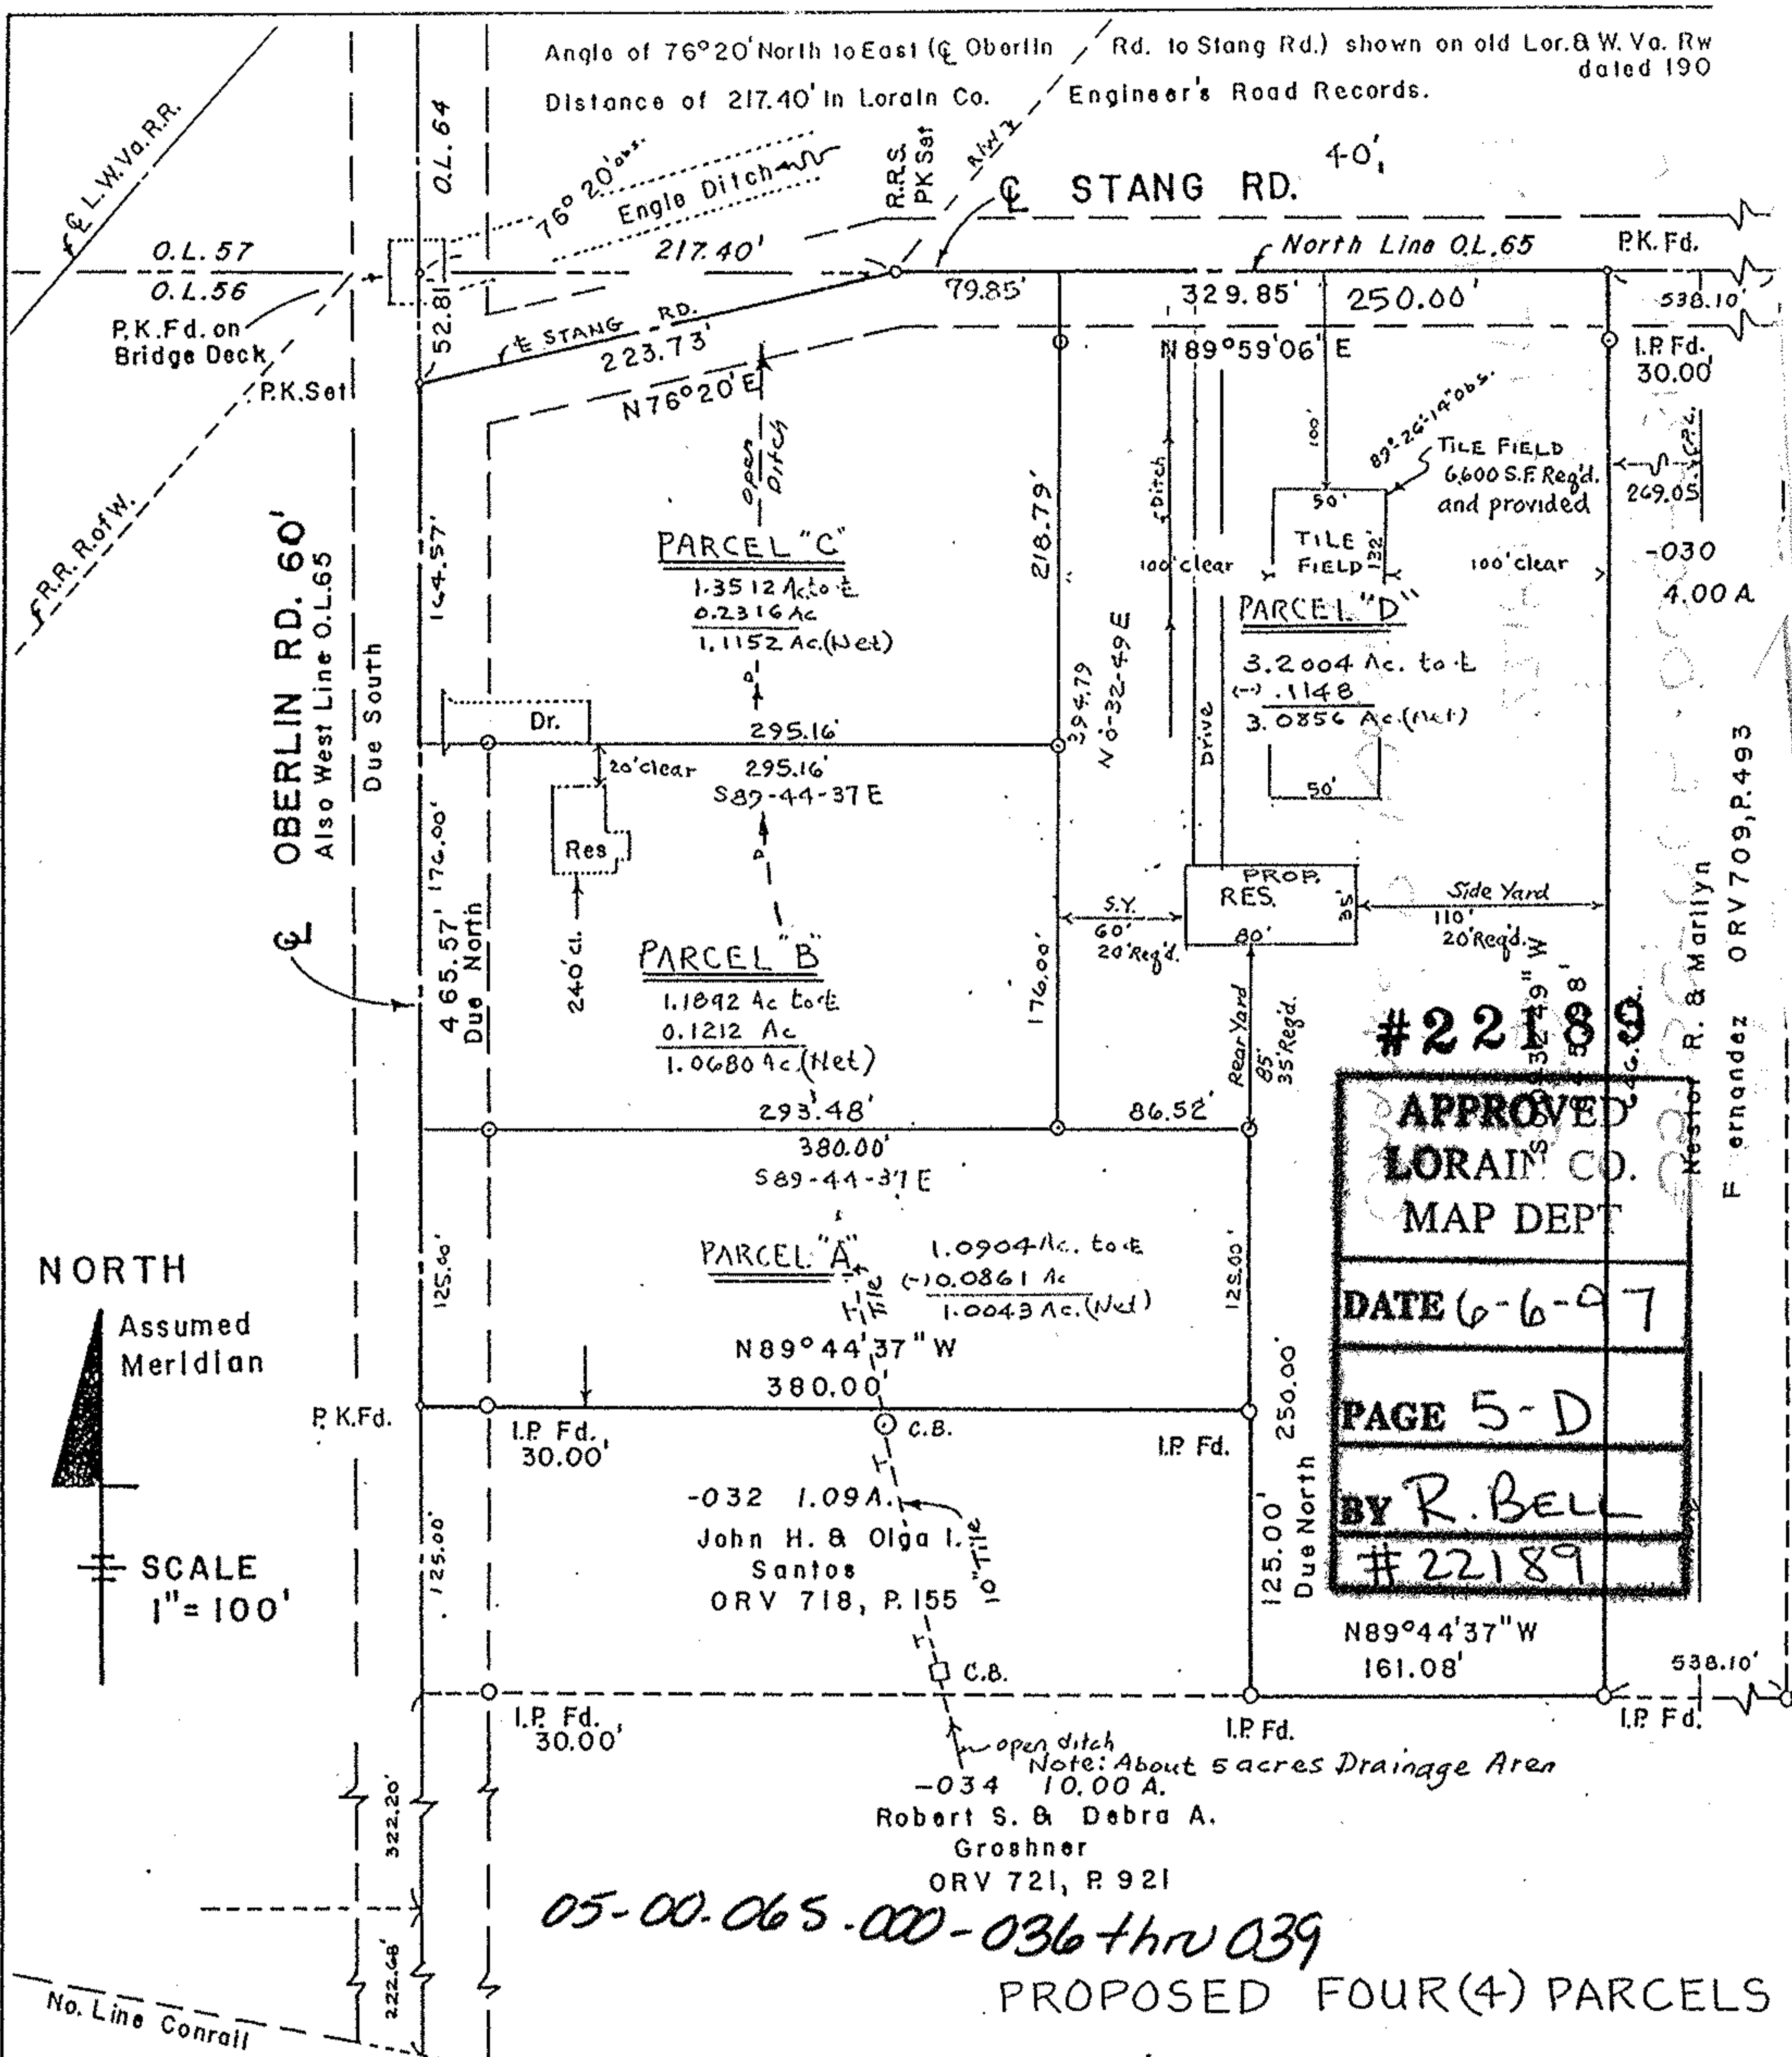 Angle of 76°20' North to East (℄ Oberlin Rd. to Stang Rd.) shown on old Lor. & W. Va. Rw
dated 190
Distance of 217.40' in Lorain Co. Engineer's Road Records.
℄ L.W.Va.R.R.
O.L. 64
76° 20' obs.
Engle Ditch
R.R.S.
PK Set
R/W
40'
℄ STANG RD.
O.L. 57
O.L. 56
217.40'
North Line O.L.65
P.K. Fd.
79.85'
329.85'
250.00'
538.10'
P.K.Fd. on
Bridge Deck
52.81
℄ STANG RD.
223.73'
N 76°20' E
N 89°59'06" E
I.P. Fd.
30.00'
P.K.Set
R.R. R.of W.
Open
Ditch
Ditch
100'
89°-26'-14" obs.
TILE FIELD
6,600 S.F. Req'd.
and provided
269.05'
℄ P.L.
50'
TILE
FIELD
132'
100' clear
100' clear
-030
4.00 A
OBERLIN RD. 60'
Also West Line O.L.65
Due South
164.57'
PARCEL "C"
1.3512 Ac to ℄
0.2316 Ac
1.1152 Ac. (Net)
218.79'
394.79
N 0-32-49 E
PARCEL "D"
3.2004 Ac. to ℄
(-) .1148
3.0856 Ac. (Net)
Drive
50'
Dr.
295.16'
20' clear
295.16'
S89-44-37 E
Res
240' cl.
176.00'
465.57'
Due North
℄
PARCEL "B"
1.1892 Ac to ℄
0.1212 Ac
1.0680 Ac. (Net)
176.00'
PROP.
RES.
35'
80'
S.Y.
60'
20' Req'd.
Side Yard
110'
20' Req'd.
Rear Yard
85'
35' Req'd.
Nestor R. & Marilyn
Fernandez ORV 709, P. 493
#22189
293.48'
86.52'
380.00'
S89-44-37 E
APPROVED
LORAIN CO.
MAP DEPT
DATE 6-6-97
PAGE 5-D
BY R. BELL
#22189
125.00'
PARCEL "A"
1.0904 Ac. to ℄
(-) 0.0861 Ac
1.0043 Ac. (Net)
Tile
125.00'
N89°44'37" W
380.00'
NORTH
Assumed
Meridian
P.K.Fd.
I.P. Fd.
30.00'
C.B.
I.P. Fd.
250.00'
-032 1.09 A.
John H. & Olga I.
Santos
ORV 718, P. 155
10" Tile
125.00'
125.00'
Due North
SCALE
1" = 100'
C.B.
N89°44'37" W
161.08'
538.10'
I.P. Fd.
30.00'
I.P. Fd.
I.P. Fd.
open ditch
Note: About 5 acres Drainage Area
-034 10.00 A.
Robert S. & Debra A.
Groshner
ORV 721, P. 921
322.20'
222.68'
05-00-065-000-036 thru 039
PROPOSED FOUR (4) PARCELS
No. Line Conrail